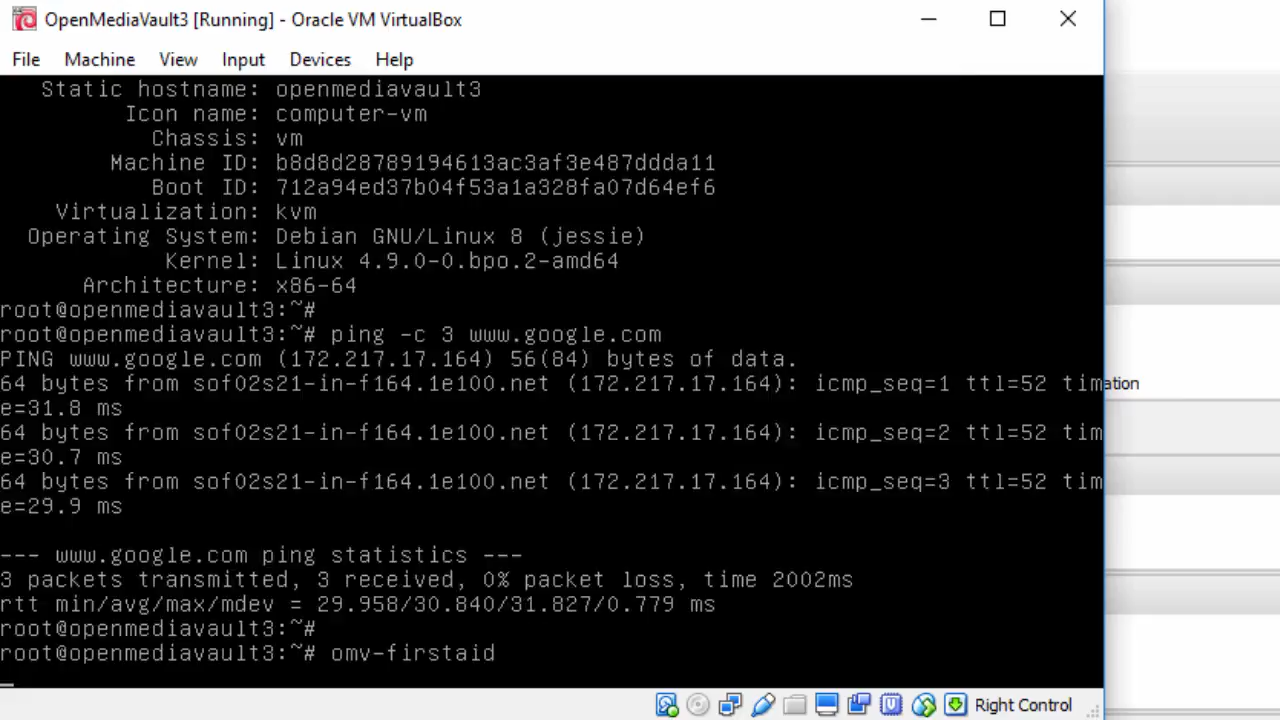 OpenMediaVault3 [Running] - Oracle VM VirtualBox
File Machine View Input Devices Help
Static hostname: openmediavault3
Icon name: computer-vm
Chassis: vm
Machine ID: b8d8d28789194613ac3af3e487ddda11
Boot ID: 712a94ed37b04f53a1a328fa07d64ef6
Virtualization: kvm
Operating System: Debian GNU/Linux 8 (jessie)
Kernel: Linux 4.9.0-0.bpo.2-amd64
Architecture: x86-64
root@openmediavault3:~#
root@openmediavault3:~# ping -c 3 www.google.com
PING www.google.com (172.217.17.164) 56(84) bytes of data.
64 bytes from sof02s21-in-f164.1e100.net (172.217.17.164): icmp_seq=1 ttl=52 tim
ation
e=31.8 ms
64 bytes from sof02s21-in-f164.1e100.net (172.217.17.164): icmp_seq=2 ttl=52 tim
e=30.7 ms
64 bytes from sof02s21-in-f164.1e100.net (172.217.17.164): icmp_seq=3 ttl=52 tim
e=29.9 ms
--- www.google.com ping statistics ---
3 packets transmitted, 3 received, 0% packet loss, time 2002ms
rtt min/avg/max/mdev = 29.958/30.840/31.827/0.779 ms
root@openmediavault3:~#
root@openmediavault3:~# omv-firstaid
Right Control